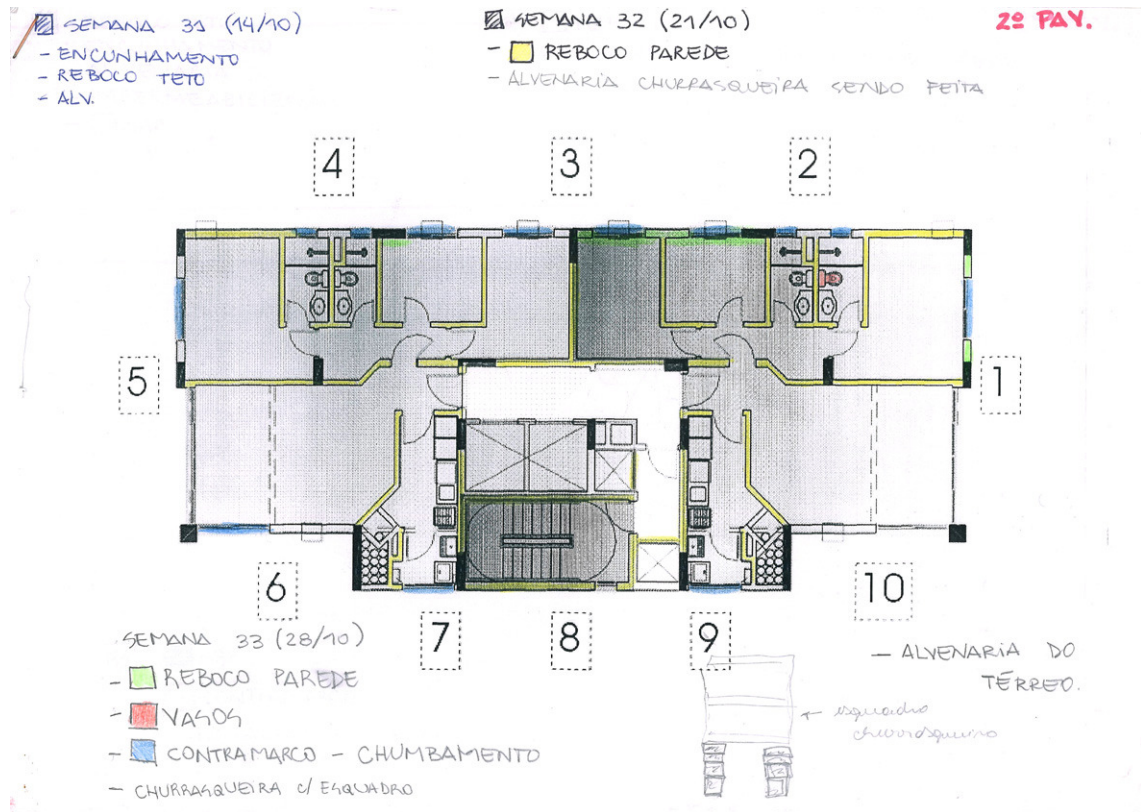 SEMANA 31 (14/10)
- ENCUNHAMENTO
- REBOCO TETO
- ALV.
SEMANA 32 (21/10)
- REBOCO PAREDE
- ALVENARIA CHURRASQUEIRA SENDO FEITA
2º PAV.
4
3
2
5
1
6
7
8
9
10
SEMANA 33 (28/10)
- REBOCO PAREDE
- VASOS
- CONTRAMARCO - CHUMBAMENTO
- CHURRASQUEIRA C/ ESQUADRO
- ALVENARIA DO
TÉRREO.
esquadro
churrasqueira